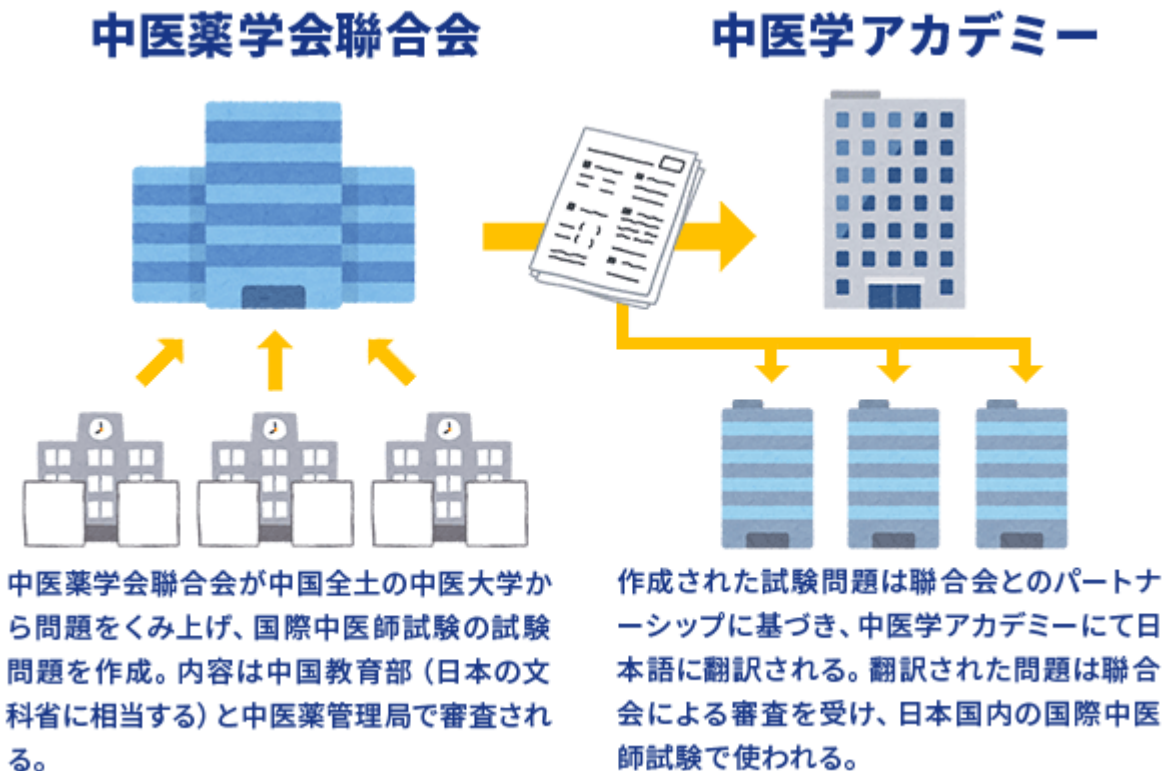 中医薬学会聯合会
中医学アカデミー
中医薬学会聯合会が中国全土の中医大学か
ら問題をくみ上げ、国際中医師試験の試験
問題を作成。内容は中国教育部（日本の文
科省に相当する）と中医薬管理局で審査され
る。
作成された試験問題は聯合会とのパートナ
ーシップに基づき、中医学アカデミーにて日
本語に翻訳される。翻訳された問題は聯合
会による審査を受け、日本国内の国際中医
師試験で使われる。